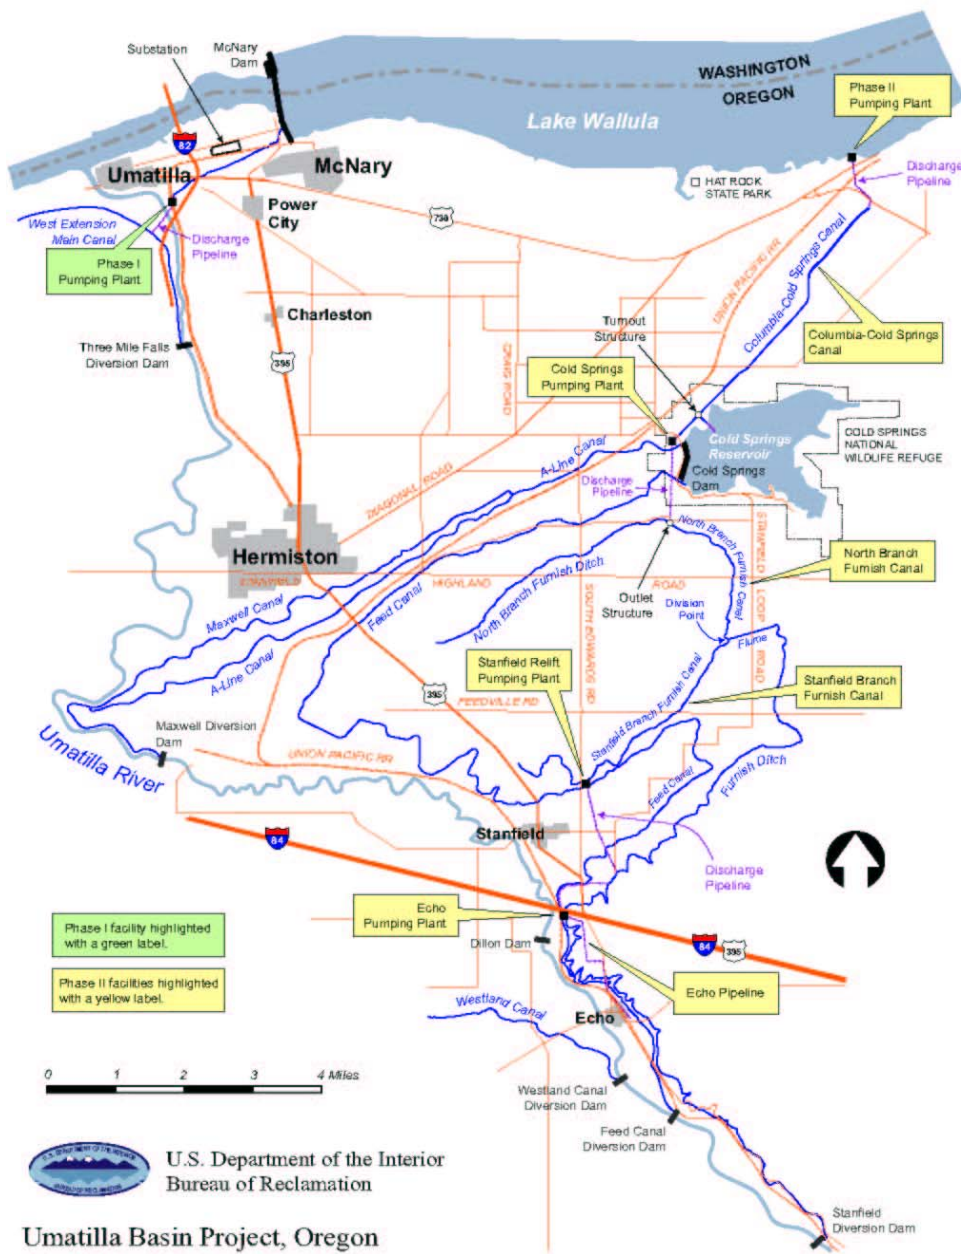 Substation
McNary
Dam
WASHINGTON
OREGON
Phase II
Pumping Plant
Lake Wallula
82
Umatilla
McNary
Discharge
Pipeline
HAT ROCK
STATE PARK
Power
City
730
West Extension
Main Canal
Discharge
Pipeline
Phase I
Pumping Plant
UNION PACIFIC RR
Columbia-Cold Springs Canal
Charleston
Turnout
Structure
Columbia-Cold Springs
Canal
Three Mile Falls
Diversion Dam
395
CRAIG ROAD
Cold Springs
Pumping Plant
Cold Springs
Reservoir
COLD SPRINGS
NATIONAL
WILDLIFE REFUGE
A-Line Canal
DIAGONAL ROAD
Cold Springs
Dam
Discharge
Pipeline
Hermiston
North Branch Furnish Canal
STANFIELD LOOP ROAD
North Branch
Furnish Canal
HIGHLAND ROAD
Maxwell Canal
Feed Canal
North Branch Furnish Ditch
Outlet
Structure
SOUTH EDWARDS RD
Division
Point
Flume
A-Line Canal
Stanfield Relift
Pumping Plant
Stanfield Branch
Furnish Canal
395
FEEDVILLE RD
Stanfield Branch Furnish Canal
Maxwell Diversion
Dam
Umatilla River
UNION PACIFIC RR
Feed Canal
Furnish Ditch
84
Stanfield
Discharge
Pipeline
Echo
Pumping Plant
Phase I facility highlighted
with a green label.
Dillon Dam
84
395
Phase II facilities highlighted
with a yellow label.
Echo Pipeline
Westland Canal
Echo
0 1 2 3 4 Miles
Westland Canal
Diversion Dam
Feed Canal
Diversion Dam
U.S. DEPARTMENT OF THE INTERIOR
BUREAU OF RECLAMATION
U.S. Department of the Interior
Bureau of Reclamation
Stanfield
Diversion Dam
Umatilla Basin Project, Oregon